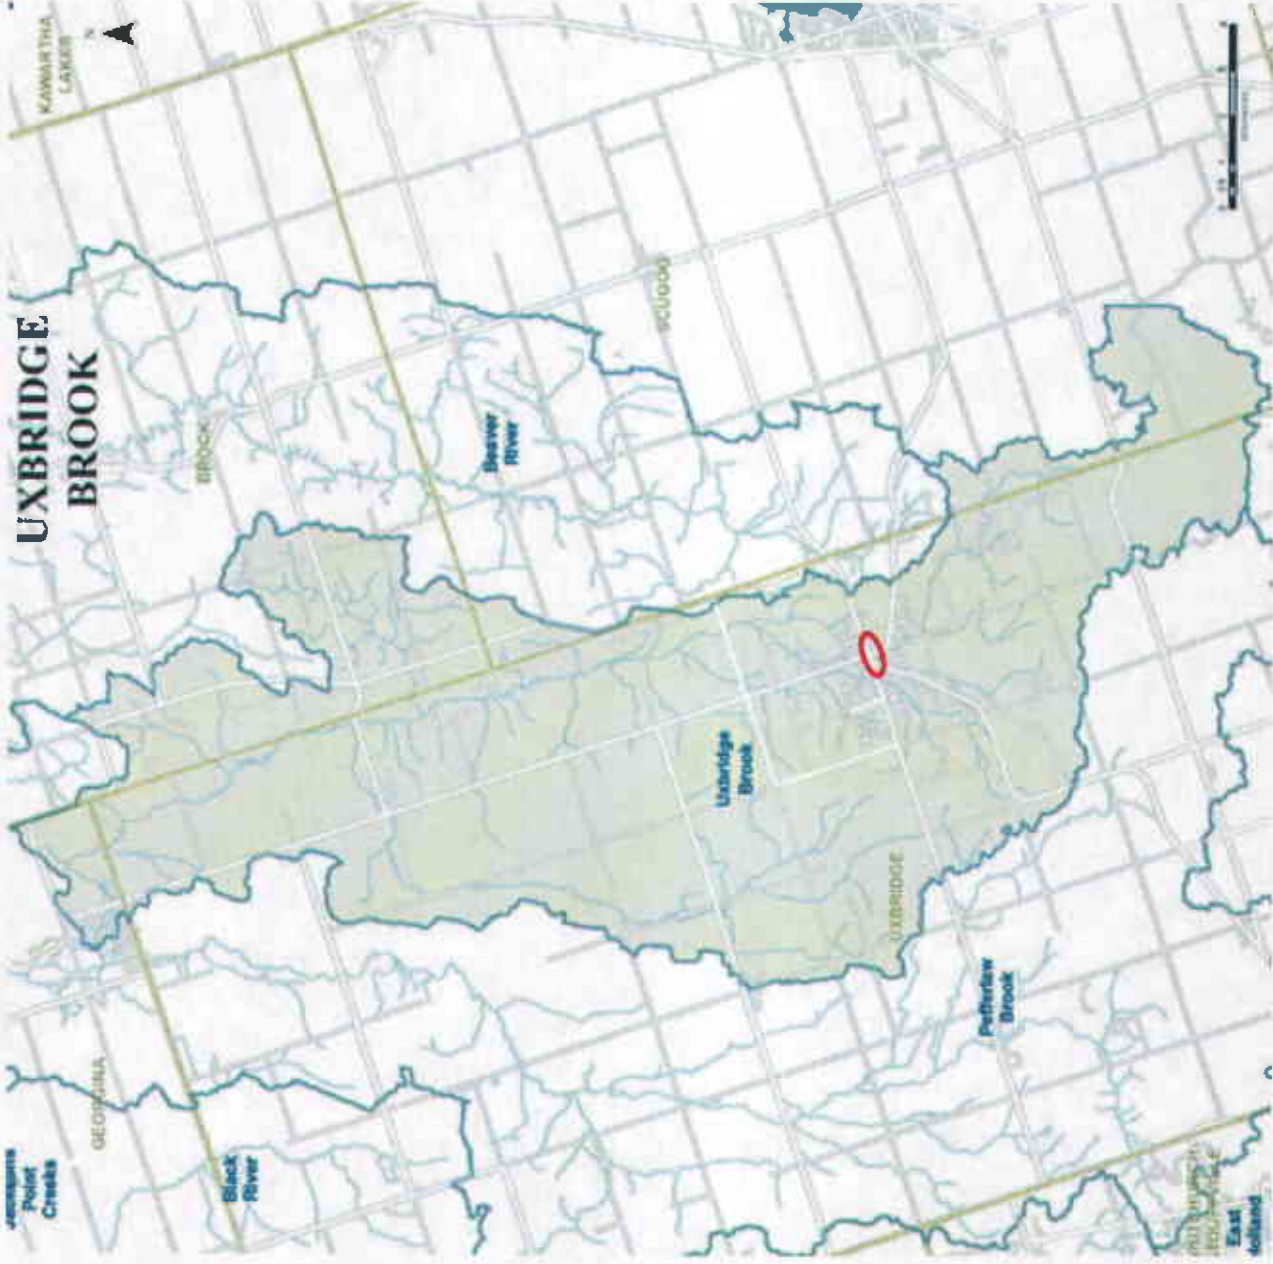 UXBRIDGE
BROOK
KAWARTHA
LAKES
N
BROCK
SCUGOG
Beaver
River
Uxbridge
Brook
UXBRIDGE
Pefferlaw
Brook
GEORGINA
Point
Creeks
Black
River
East
Holland